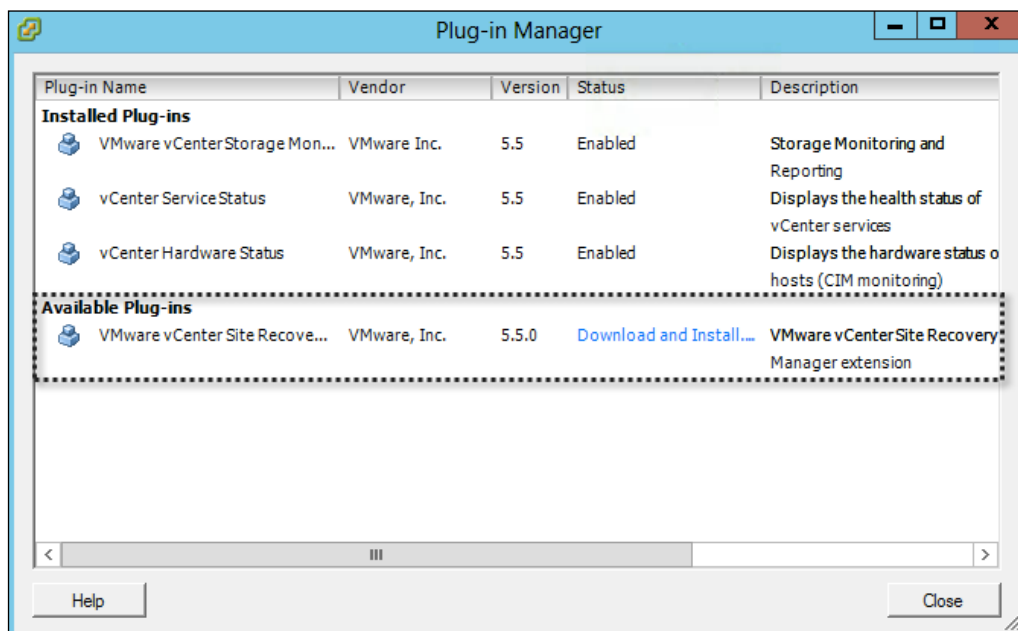 Plug-in Manager
Plug-in Name Vendor Version Status Description
Installed Plug-ins
VMware vCenter Storage Mon... VMware Inc. 5.5 Enabled Storage Monitoring and
Reporting
vCenter Service Status VMware, Inc. 5.5 Enabled Displays the health status of
vCenter services
vCenter Hardware Status VMware, Inc. 5.5 Enabled Displays the hardware status o
hosts (CIM monitoring)
Available Plug-ins
VMware vCenter Site Recove... VMware, Inc. 5.5.0 Download and Install.... VMware vCenter Site Recovery
Manager extension
Help Close